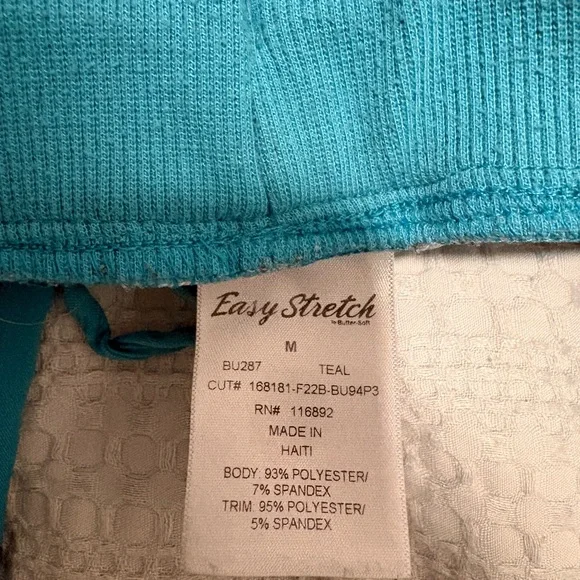 Easy Stretch
by Butter-Soft
M
BU287 TEAL
CUT# 168181-F22B-BU94P3
RN# 116892
MADE IN
HAITI
BODY: 93% POLYESTER/
7% SPANDEX
TRIM: 95% POLYESTER/
5% SPANDEX